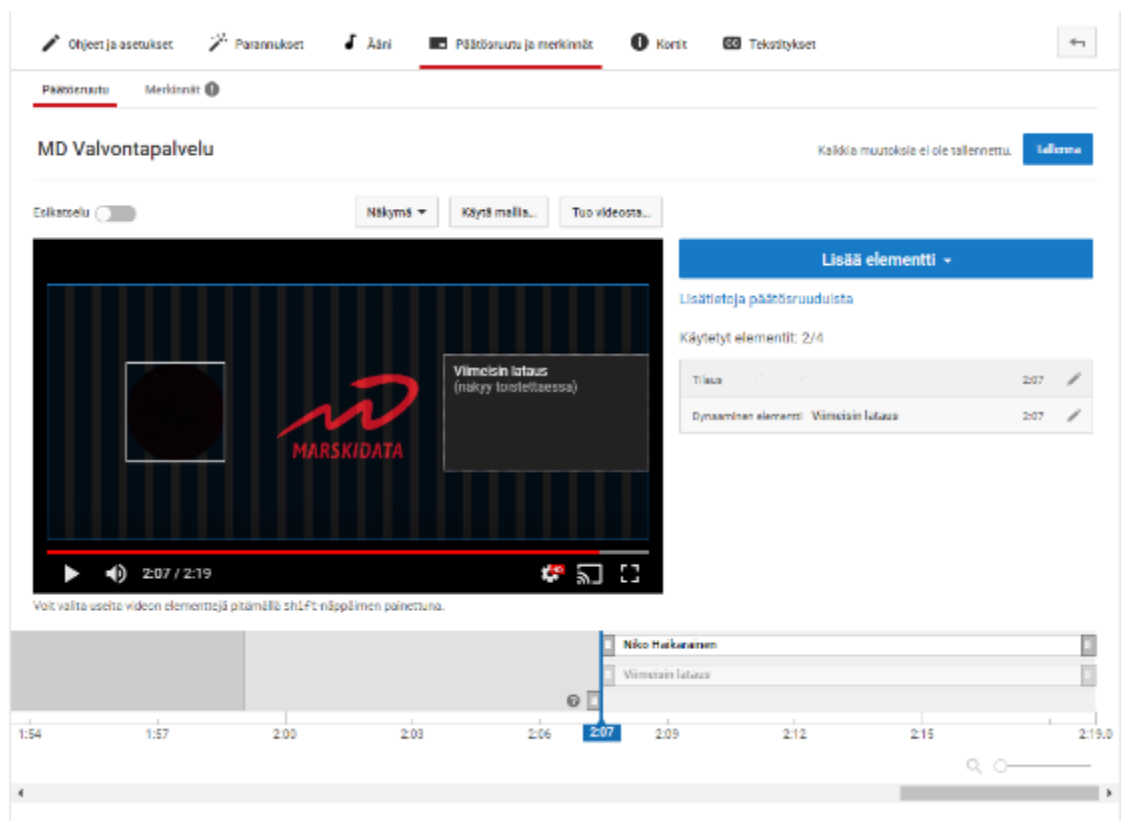 Ohjeet ja asetukset Parannukset Ääni Päätösruutu ja merkinnät Kortit CC Tekstitykset
Päätösruutu Merkinnät
MD Valvontapalvelu Kaikkia muutoksia ei ole tallennettu. Tallenna
Esikatselu Näkymä Käytä mallia... Tuo videosta...
Lisää elementti
Lisätietoja päätösruuduista
Käytetyt elementit: 2/4
Tilaus 2:07
Dynaaminen elementti Viimeisin lataus 2:07
Viimeisin lataus
(näkyy toistettaessa)
MARSKIDATA
2:07 / 2:19
Voit valita useita videon elementtejä pitämällä shift-näppäimen painettuna.
Niko Haikarainen
Viimeisin lataus
1:54 1:57 2:00 2:03 2:06 2:07 2:09 2:12 2:15 2:19.0